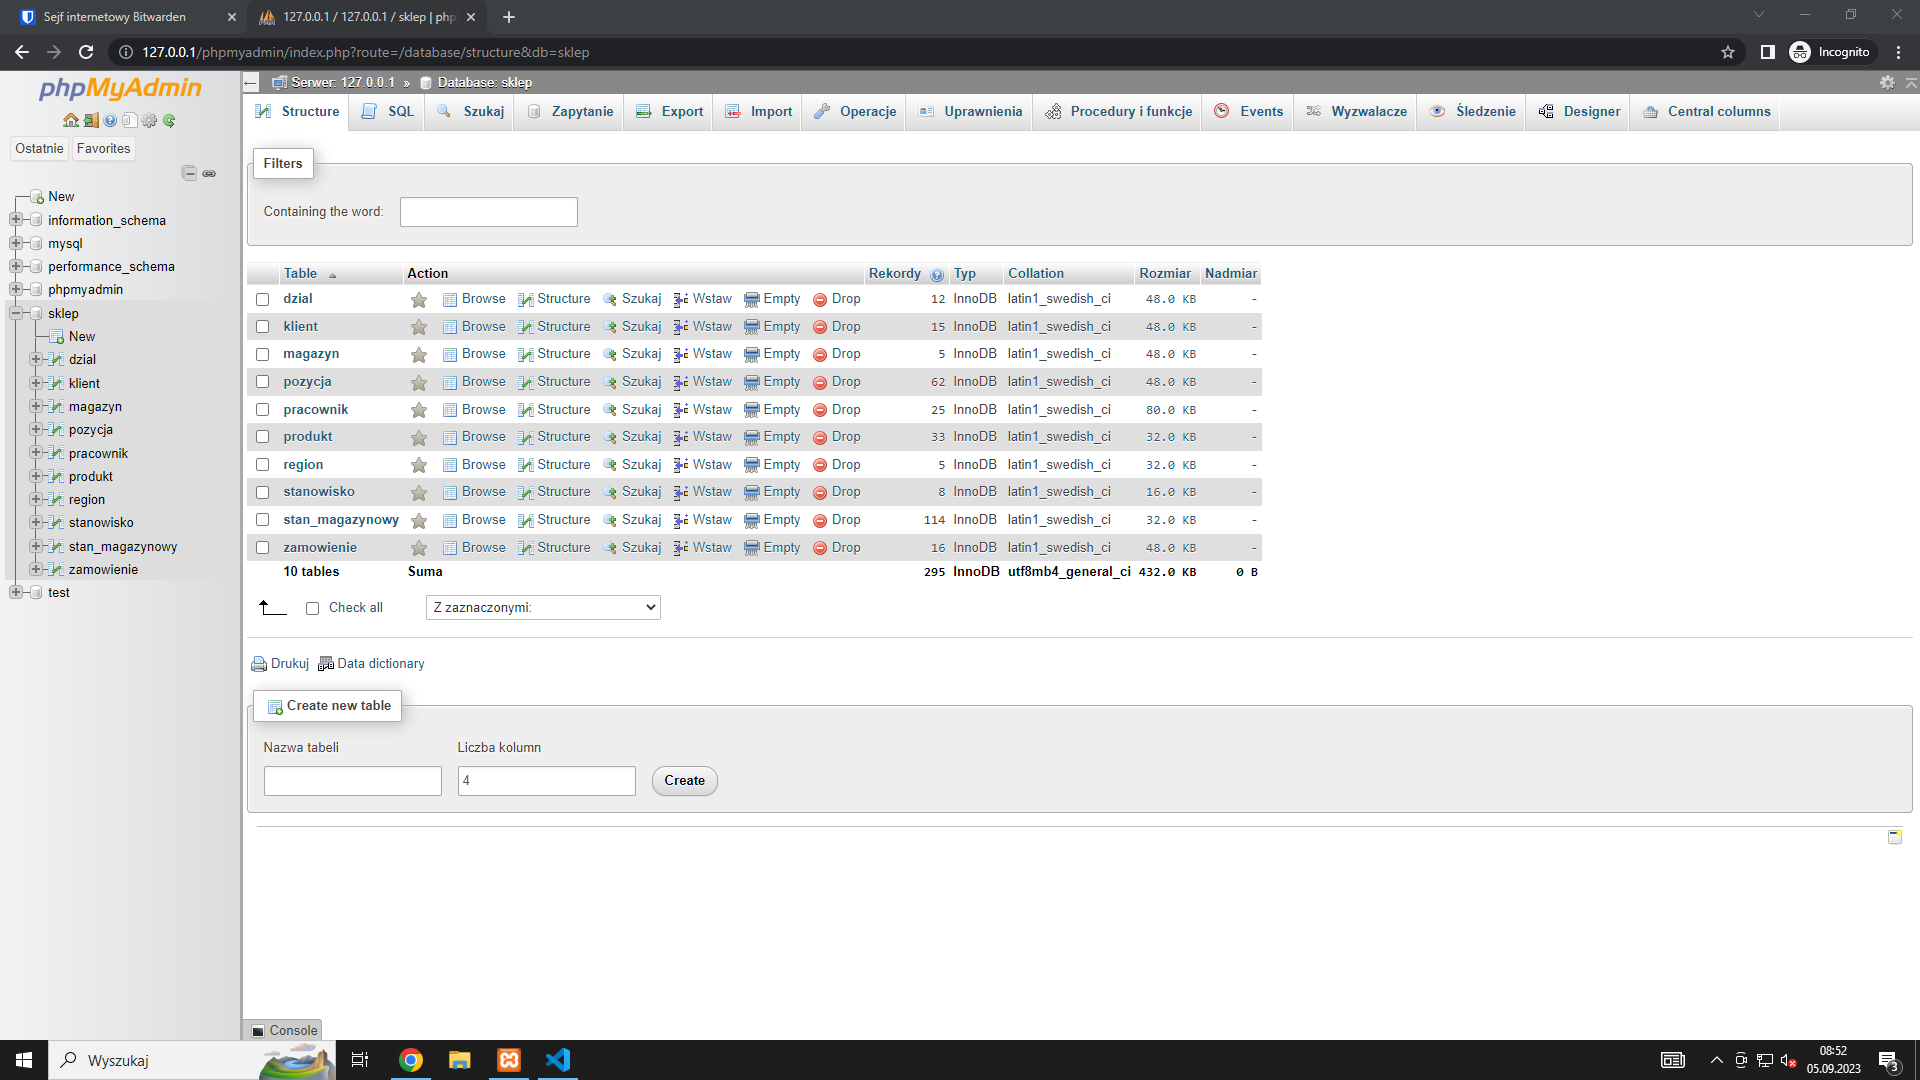 Sejf internetowy Bitwarden
127.0.0.1 / 127.0.0.1 / sklep | php
127.0.0.1/phpmyadmin/index.php?route=/database/structure&db=sklep
Incognito
phpMyAdmin
Ostatnie Favorites
New
information_schema
mysql
performance_schema
phpmyadmin
sklep
New
dzial
klient
magazyn
pozycja
pracownik
produkt
region
stanowisko
stan_magazynowy
zamowienie
test
Serwer: 127.0.0.1 » Database: sklep
Structure SQL Szukaj Zapytanie Export Import Operacje Uprawnienia Procedury i funkcje Events Wyzwalacze Śledzenie Designer Central columns
Filters
Containing the word:
Table Action Rekordy Typ Collation Rozmiar Nadmiar
dzial Browse Structure Szukaj Wstaw Empty Drop 12 InnoDB latin1_swedish_ci 48.0 KB -
klient Browse Structure Szukaj Wstaw Empty Drop 15 InnoDB latin1_swedish_ci 48.0 KB -
magazyn Browse Structure Szukaj Wstaw Empty Drop 5 InnoDB latin1_swedish_ci 48.0 KB -
pozycja Browse Structure Szukaj Wstaw Empty Drop 62 InnoDB latin1_swedish_ci 48.0 KB -
pracownik Browse Structure Szukaj Wstaw Empty Drop 25 InnoDB latin1_swedish_ci 80.0 KB -
produkt Browse Structure Szukaj Wstaw Empty Drop 33 InnoDB latin1_swedish_ci 32.0 KB -
region Browse Structure Szukaj Wstaw Empty Drop 5 InnoDB latin1_swedish_ci 32.0 KB -
stanowisko Browse Structure Szukaj Wstaw Empty Drop 8 InnoDB latin1_swedish_ci 16.0 KB -
stan_magazynowy Browse Structure Szukaj Wstaw Empty Drop 114 InnoDB latin1_swedish_ci 32.0 KB -
zamowienie Browse Structure Szukaj Wstaw Empty Drop 16 InnoDB latin1_swedish_ci 48.0 KB -
10 tables Suma 295 InnoDB utf8mb4_general_ci 432.0 KB 0 B
Check all Z zaznaczonymi:
Drukuj Data dictionary
Create new table
Nazwa tabeli Liczba kolumn
4 Create
Console
Wyszukaj
08:52
05.09.2023
3